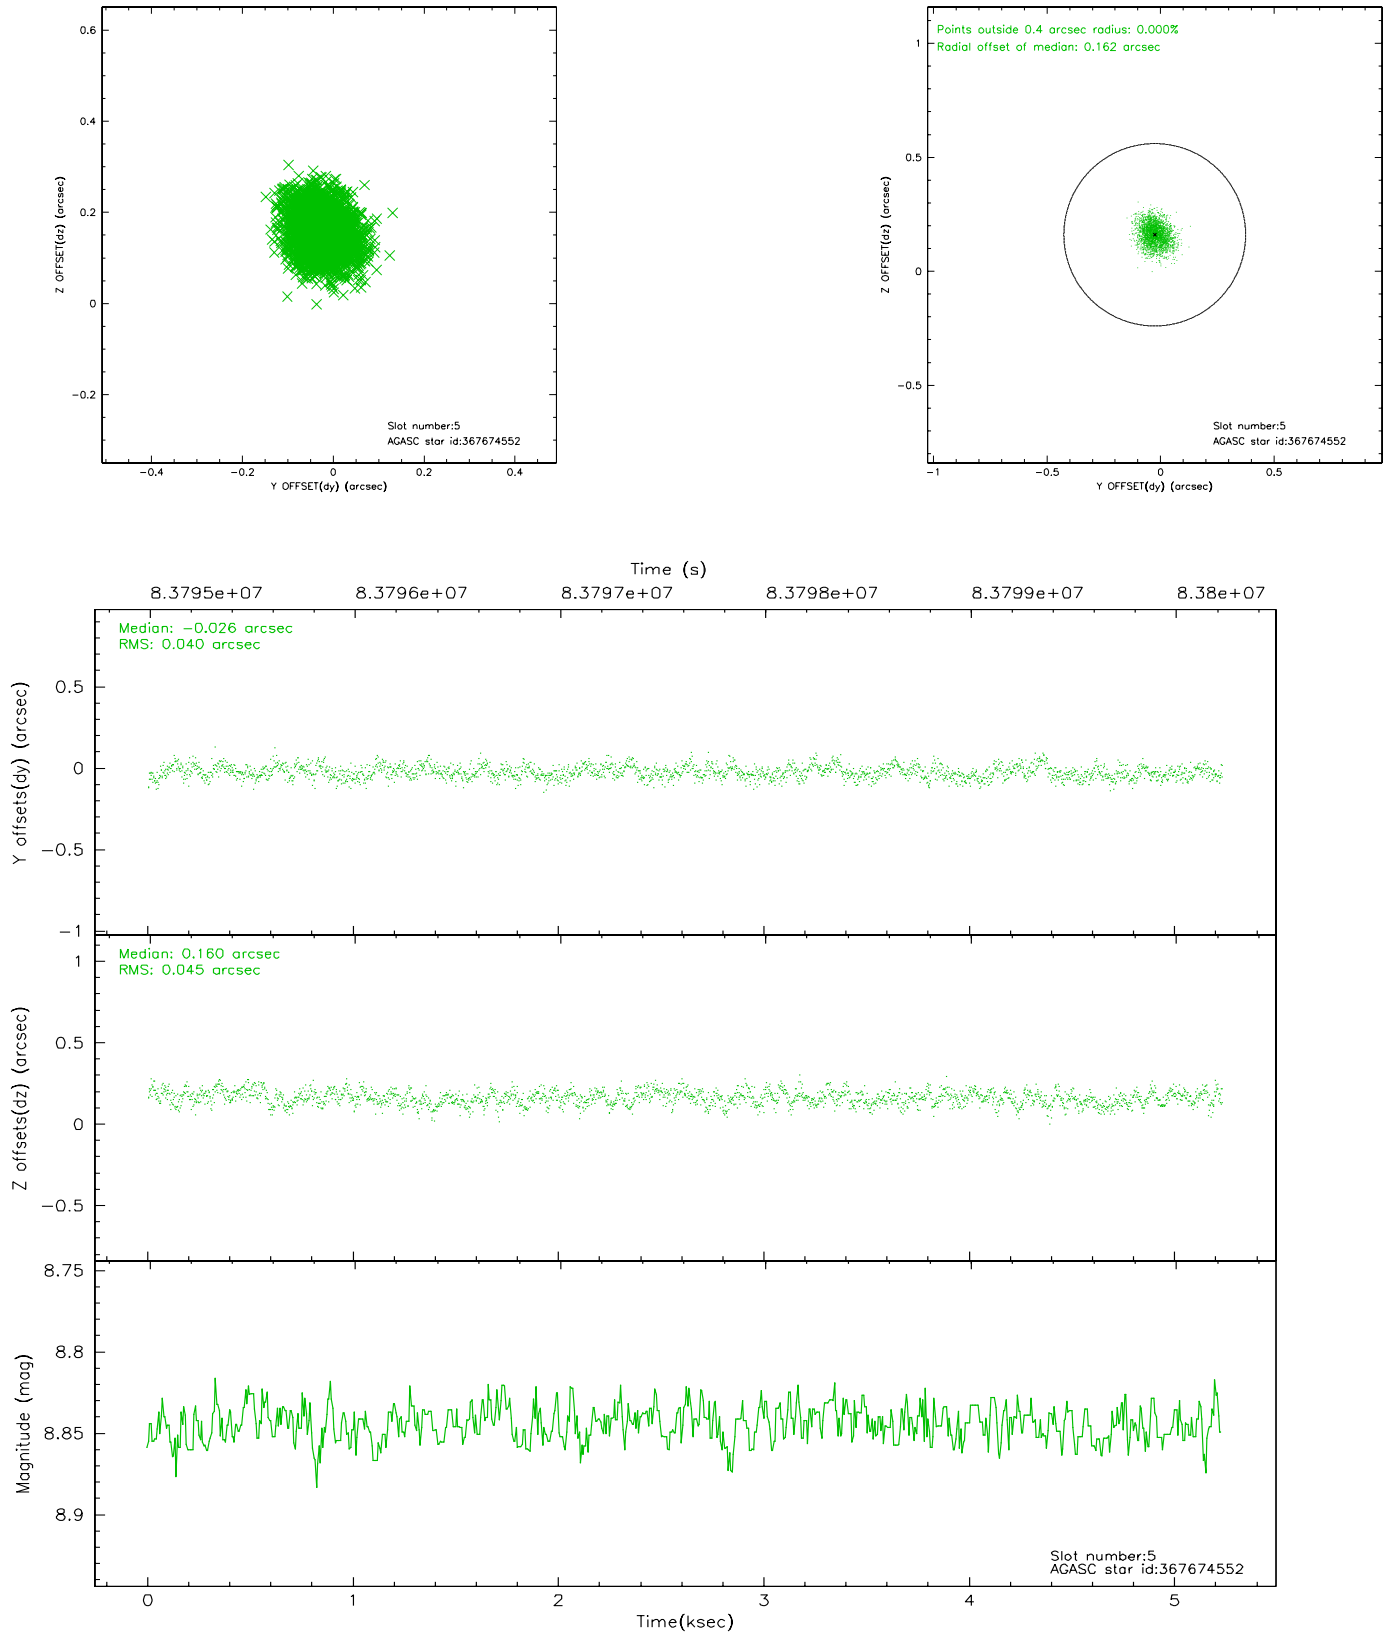 0.6
0.4
0.2
0
−0.2
Z OFFSET(dz) (arcsec)
Slot number:5
AGASC star id:367674552
−0.4 −0.2 0 0.2 0.4
Y OFFSET(dy) (arcsec)
Points outside 0.4 arcsec radius: 0.000%
Radial offset of median: 0.162 arcsec
1
0.5
0
−0.5
Z OFFSET(dz) (arcsec)
Slot number:5
AGASC star id:367674552
−1 −0.5 0 0.5
Y OFFSET(dy) (arcsec)
Time (s)
8.3795e+07 8.3796e+07 8.3797e+07 8.3798e+07 8.3799e+07 8.38e+07
Median: −0.026 arcsec
RMS: 0.040 arcsec
0.5
0
−0.5
−1
Y offsets(dy) (arcsec)
Median: 0.160 arcsec
RMS: 0.045 arcsec
1
0.5
0
−0.5
Z offsets(dz) (arcsec)
8.75
8.8
8.85
8.9
Magnitude (mag)
Slot number:5
AGASC star id:367674552
0 1 2 3 4 5
Time(ksec)